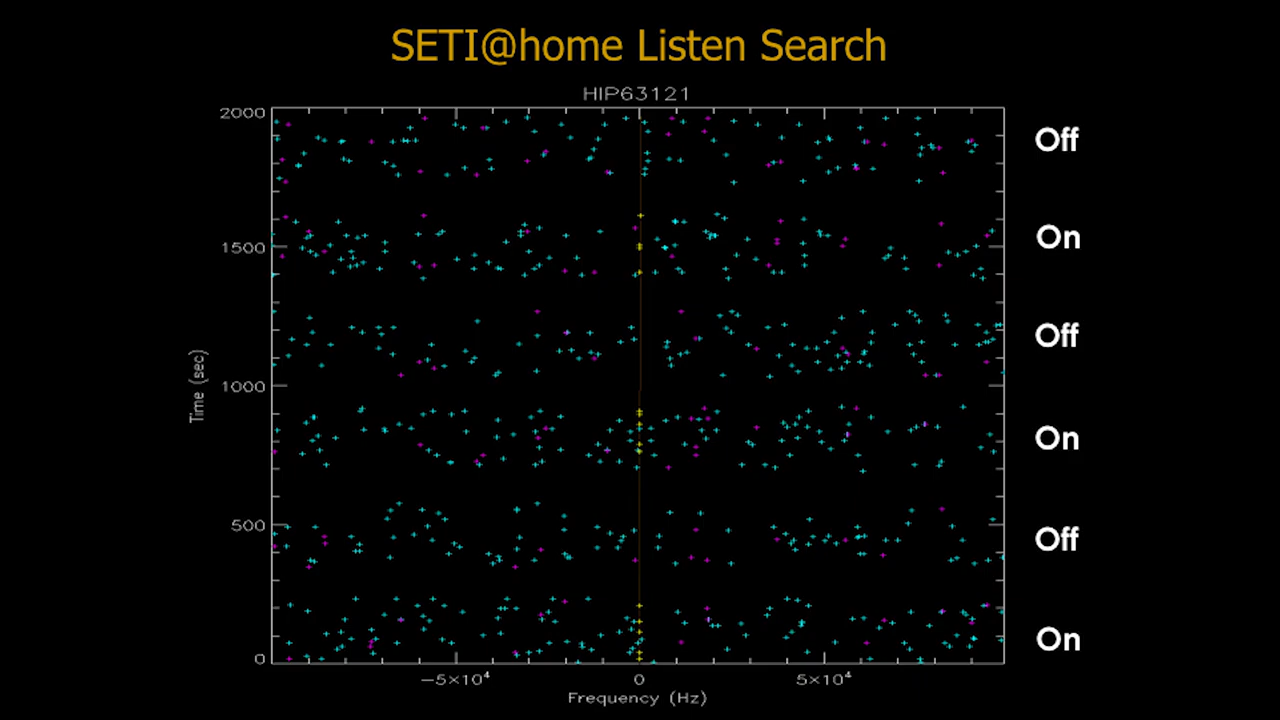 SETI@home Listen Search
HIP63121
2000
1500
1000
500
0
Time (sec)
−5×10⁴
0
5×10⁴
Frequency (Hz)
Off
On
Off
On
Off
On